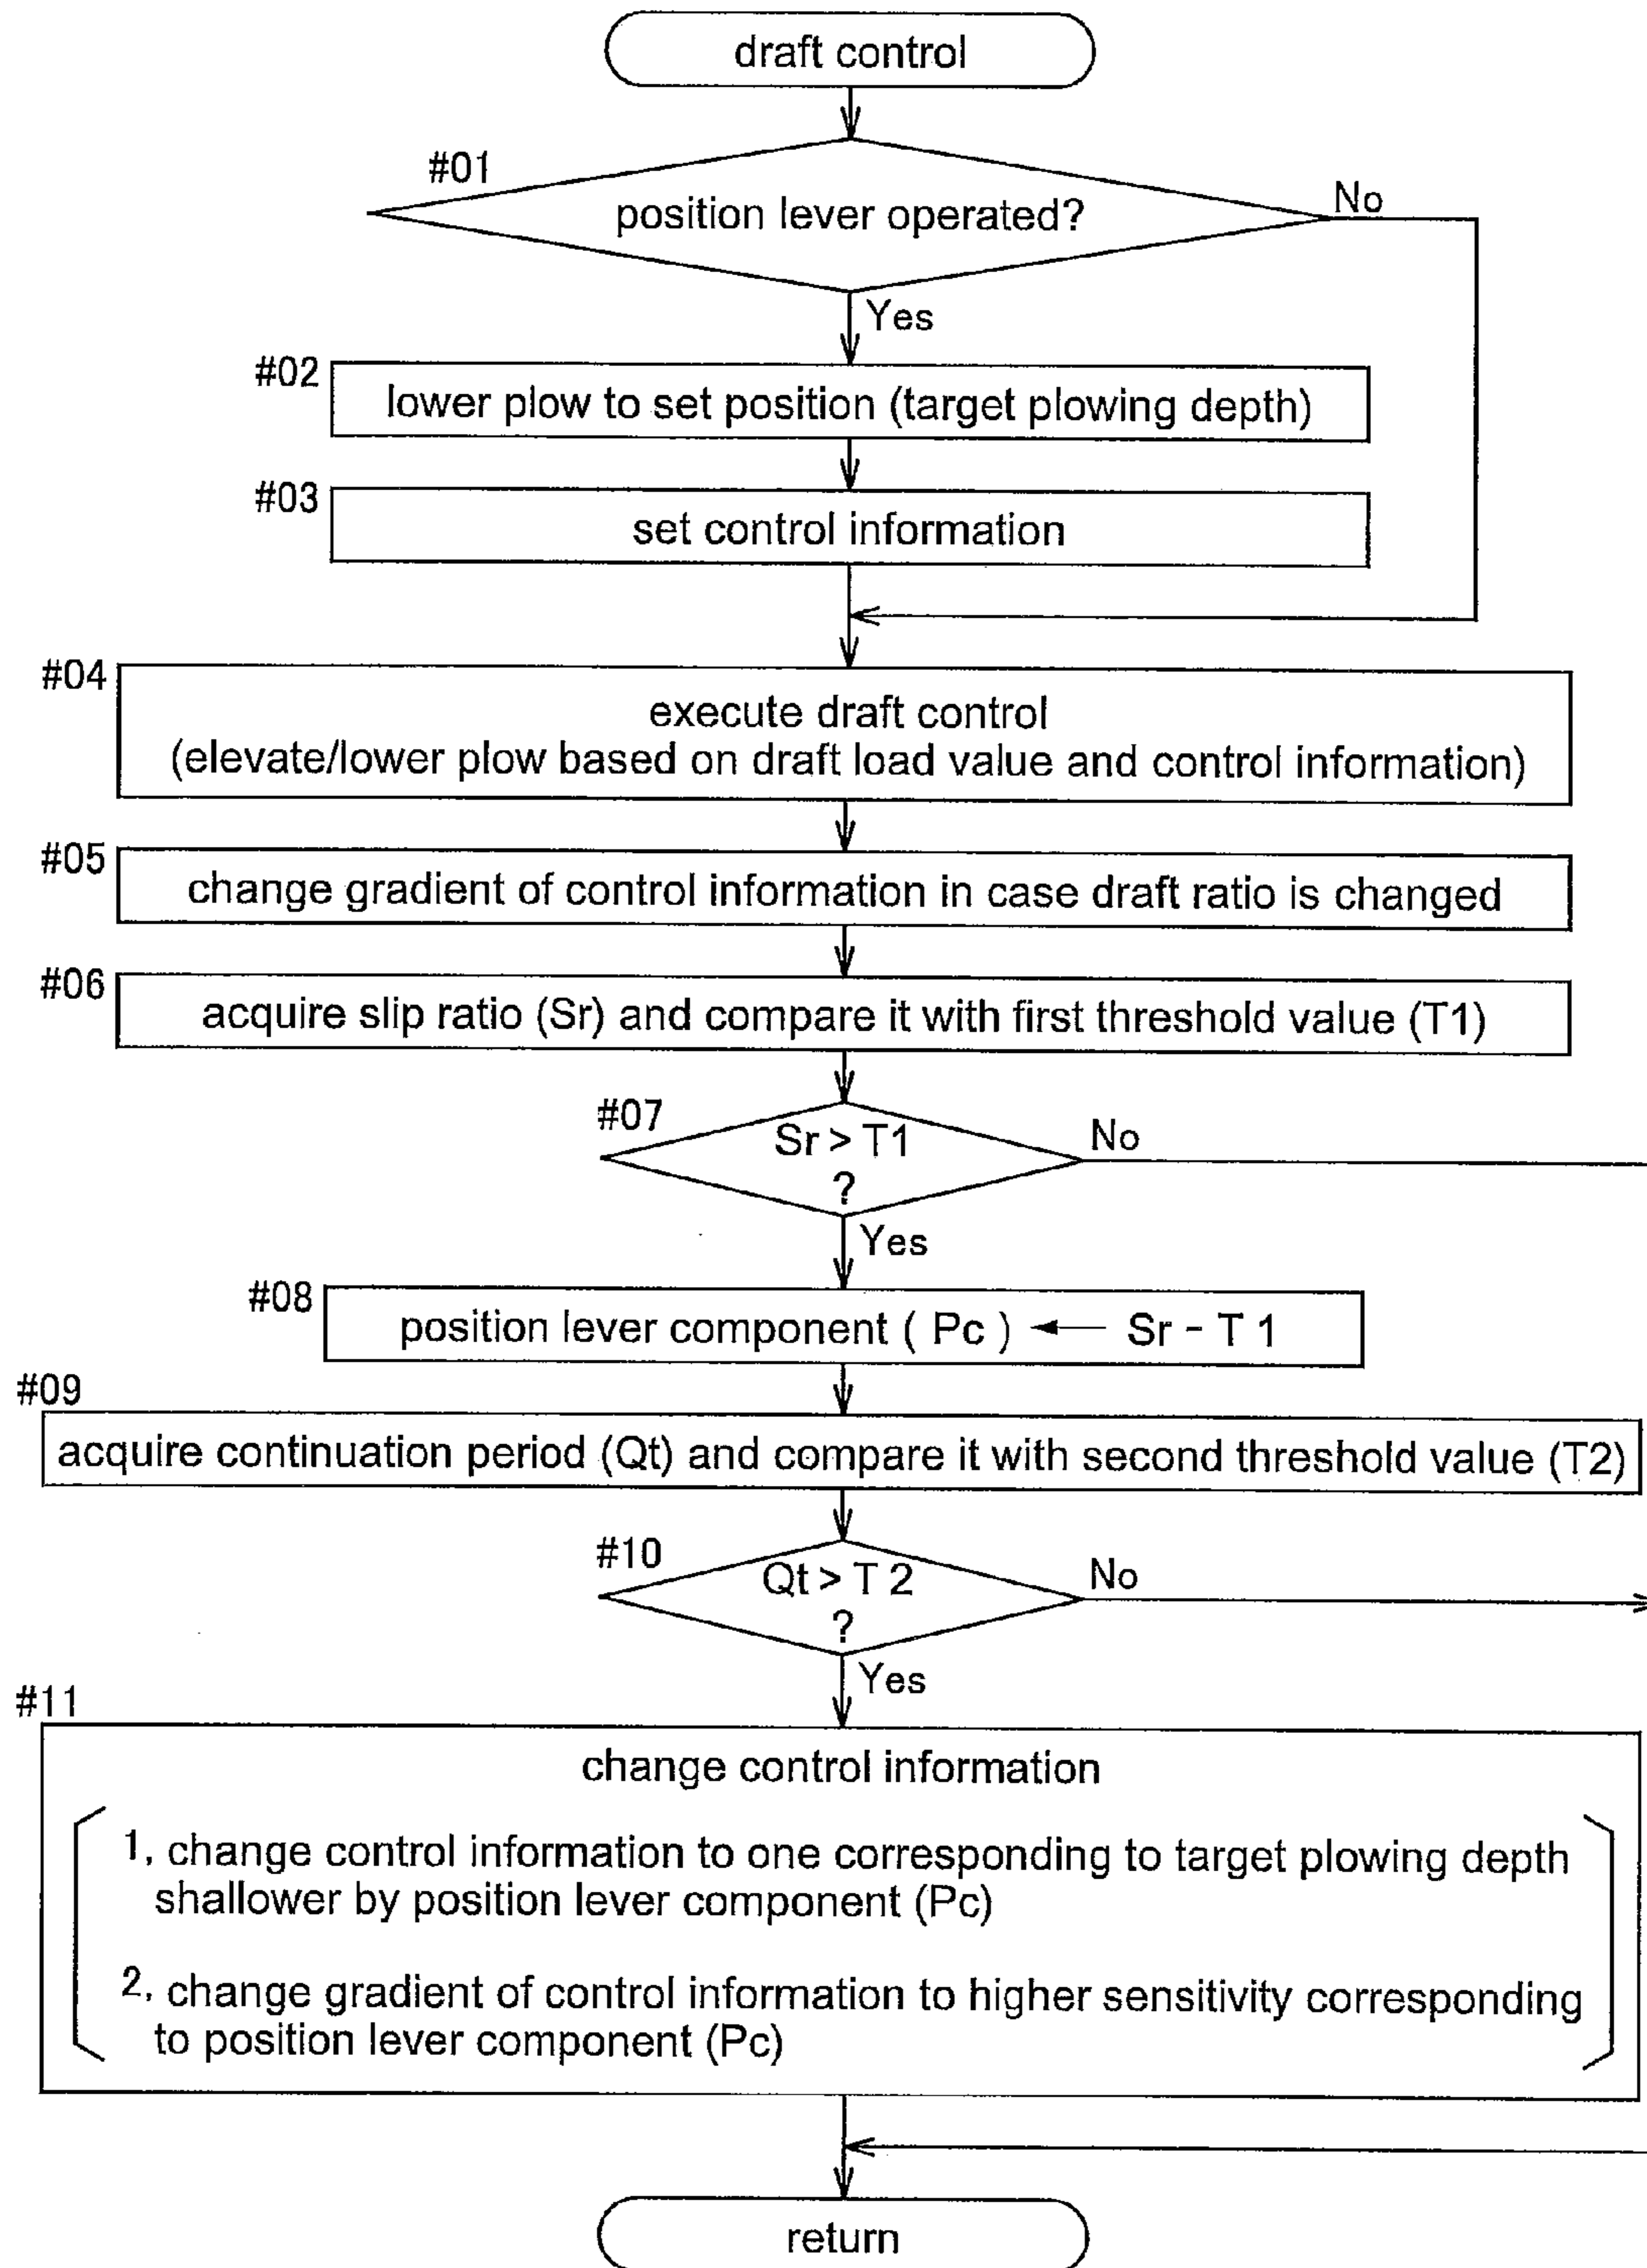 draft control
#01
position lever operated?
No
Yes
#02
lower plow to set position (target plowing depth)
#03
set control information
#04
execute draft control
(elevate/lower plow based on draft load value and control information)
#05
change gradient of control information in case draft ratio is changed
#06
acquire slip ratio (Sr) and compare it with first threshold value (T1)
#07
Sr > T1
?
No
Yes
#08
position lever component ( Pc ) ← Sr - T 1
#09
acquire continuation period (Qt) and compare it with second threshold value (T2)
#10
Qt > T 2
?
No
Yes
#11
change control information
1, change control information to one corresponding to target plowing depth
shallower by position lever component (Pc)
2, change gradient of control information to higher sensitivity corresponding
to position lever component (Pc)
return